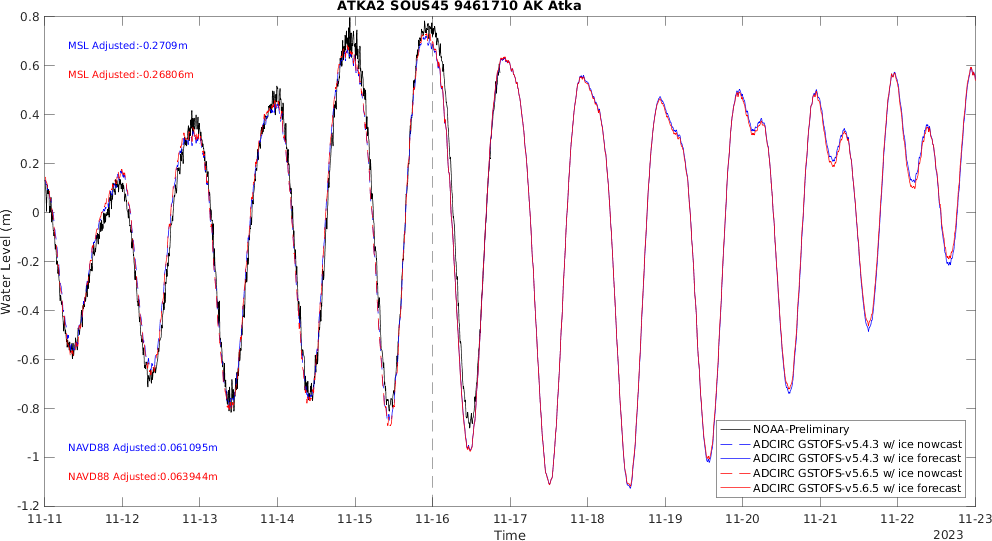 ATKA2 SOUS45 9461710 AK Atka
MSL Adjusted:-0.2709m
MSL Adjusted:-0.26806m
Water Level (m)
0.8
0.6
0.4
0.2
0
-0.2
-0.4
-0.6
-0.8
-1
-1.2
NAVD88 Adjusted:0.061095m
NAVD88 Adjusted:0.063944m
NOAA-Preliminary
ADCIRC GSTOFS-v5.4.3 w/ ice nowcast
ADCIRC GSTOFS-v5.4.3 w/ ice forecast
ADCIRC GSTOFS-v5.6.5 w/ ice nowcast
ADCIRC GSTOFS-v5.6.5 w/ ice forecast
11-11 11-12 11-13 11-14 11-15 11-16 11-17 11-18 11-19 11-20 11-21 11-22 11-23
Time
2023